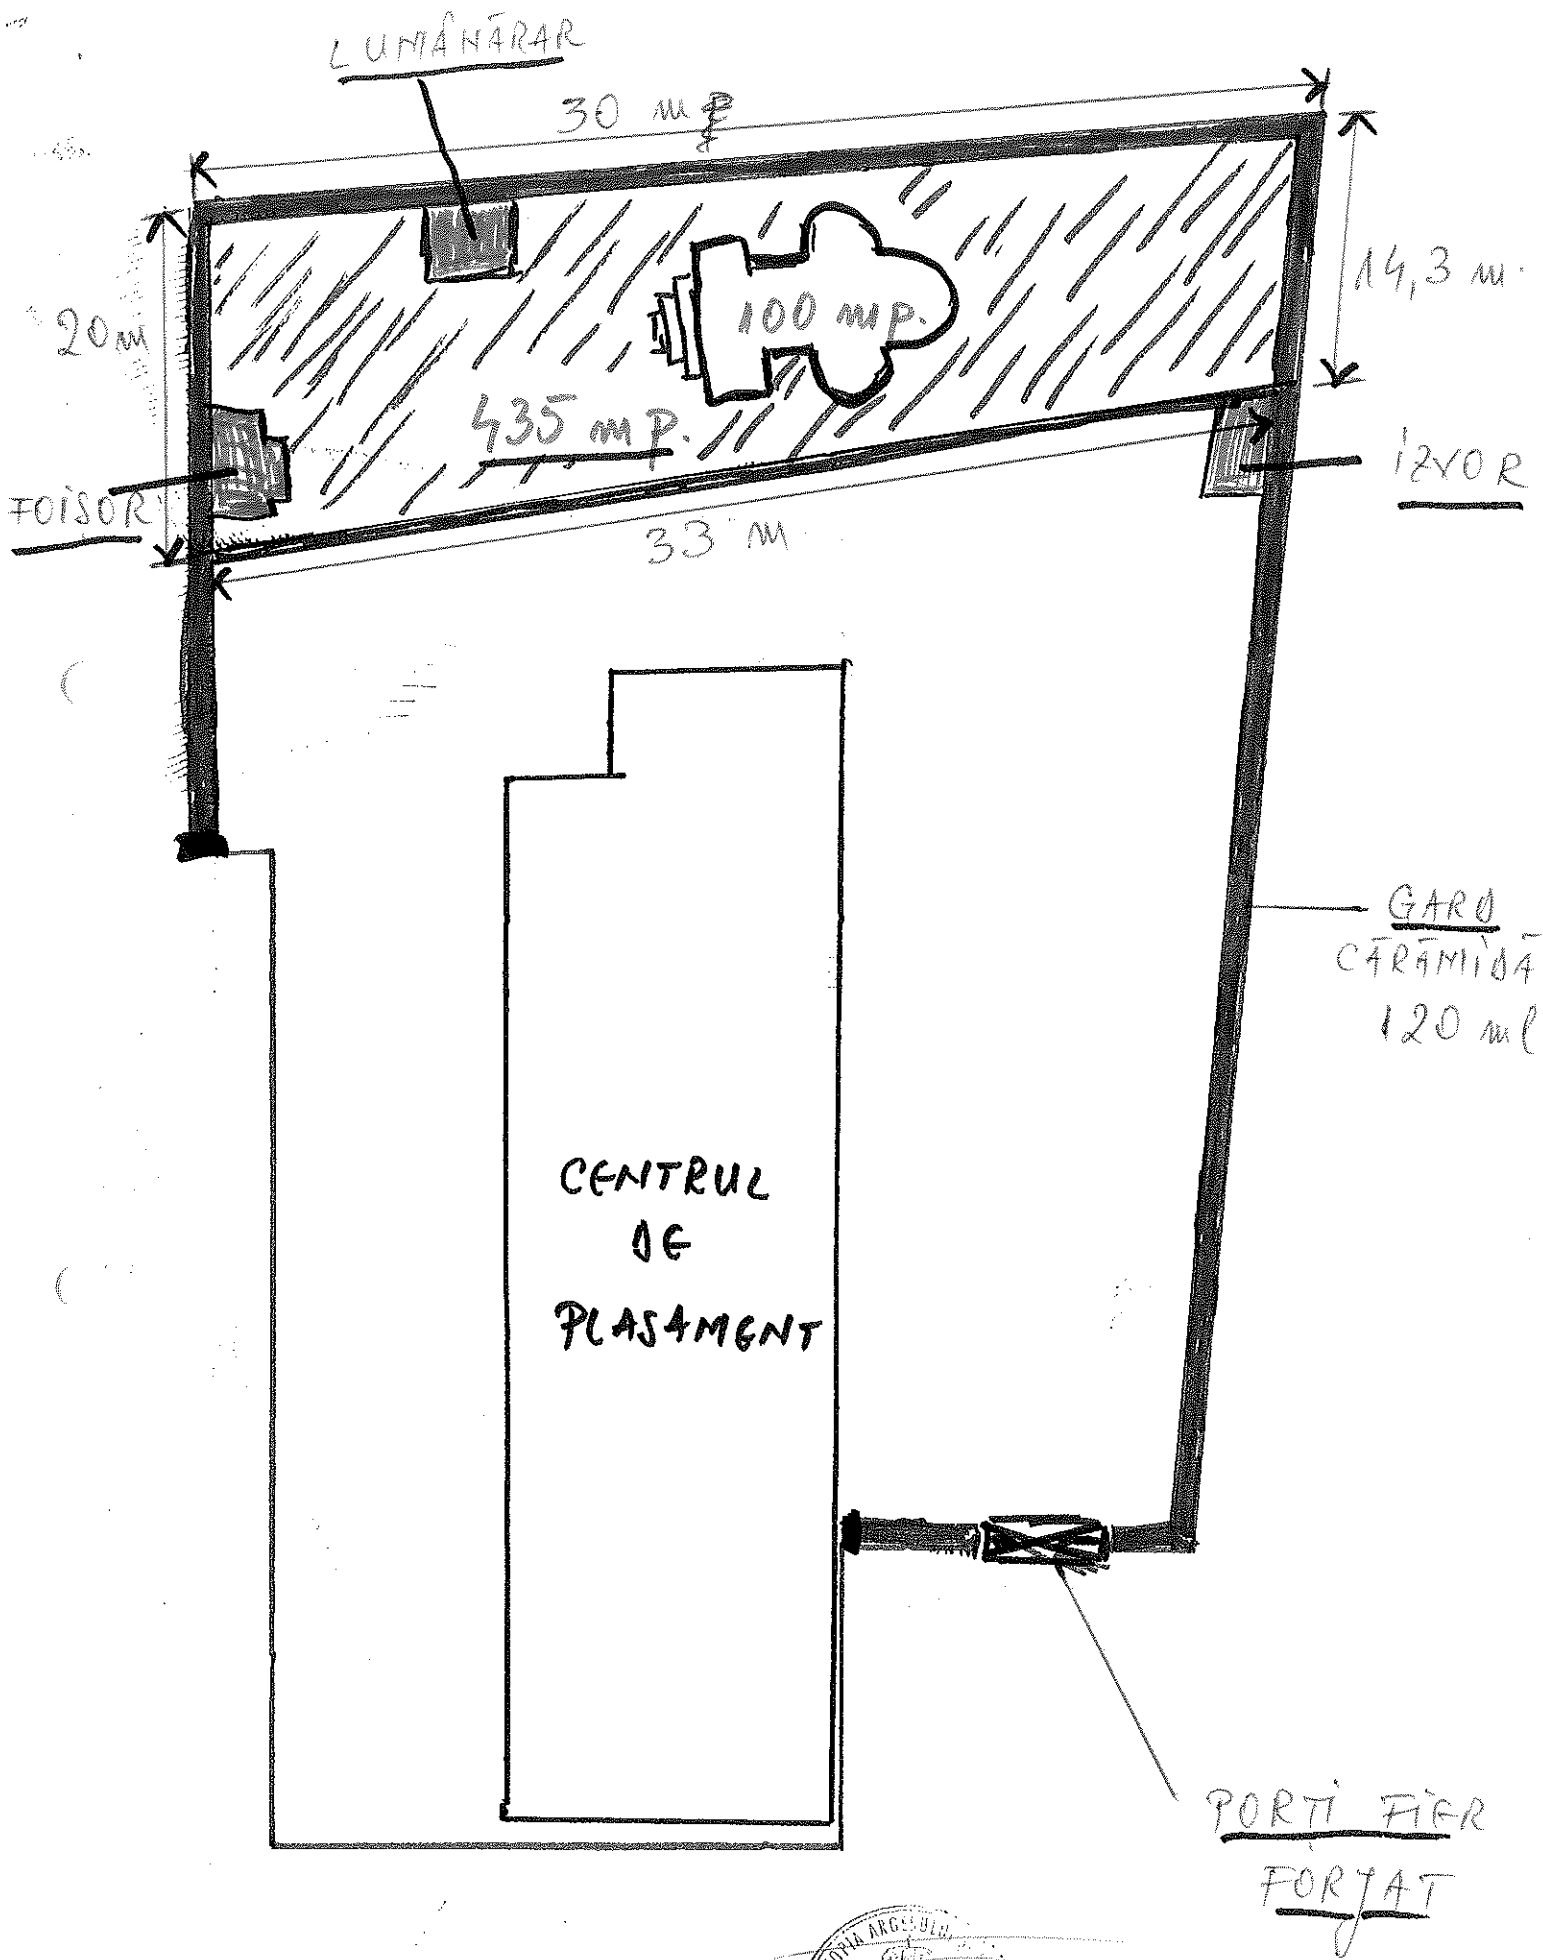 LUMÂNĂRAR
30 m
20 m
14,3 m.
100 mp.
435 mp.
FOIȘOR
IZVOR
33 m
GARD
CĂRĂMIDĂ
120 ml
CENTRUL
DE
PLASAMENT
PORȚI FIER
FORJAT
ARGEȘULUI